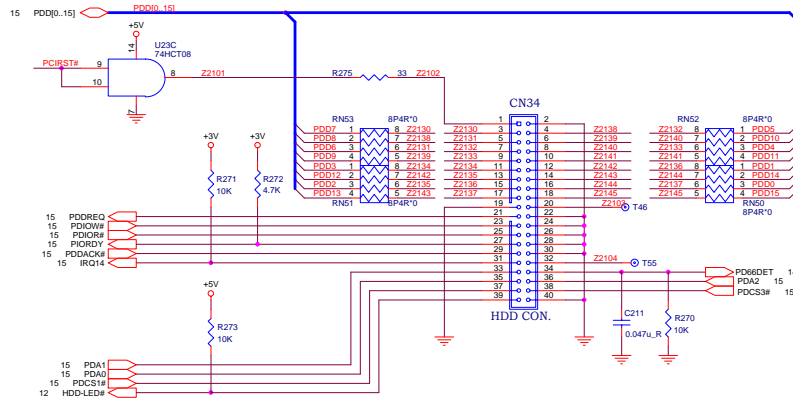 15 PDD[0..15] PDD[0..15]
+5V
U23C
74HCT08
14
PCIRST# 9
10
8 Z2101 R275 33 Z2102
7
CN34
RN53 8P4R*0 RN52 8P4R*0
1 2
PDD7 1 8 Z2130 Z2130 3 4 Z2138 Z2132 8 1 PDD5
PDD8 2 7 Z2138 Z2131 5 6 Z2139 Z2140 7 2 PDD10
PDD6 3 6 Z2131 Z2132 7 8 Z2140 Z2133 6 3 PDD4
PDD9 4 5 Z2139 Z2133 9 10 Z2141 Z2141 5 4 PDD11
PDD3 1 8 Z2134 Z2134 11 12 Z2142 Z2136 8 1 PDD1
PDD12 2 7 Z2142 Z2135 13 14 Z2143 Z2144 7 2 PDD14
PDD2 3 6 Z2135 Z2136 15 16 Z2144 Z2137 6 3 PDD0
PDD13 4 5 Z2143 Z2137 17 18 Z2145 Z2145 5 4 PDD15
RN51 8P4R*0 RN50
8P4R*0
+3V +3V
R271
10K
R272
4.7K
19 20 Z2103 T46
15 PDDREQ 21 22
15 PDIOW# 23 24
15 PDIOR# 25 26
15 PIORDY 27 28
15 PDDACK# 29 30
15 IRQ14 31 32 Z2104 T55
33 34 PD66DET
35 36 PDA2 15
37 38 PDCS3# 15
39 40
HDD CON.
+5V
R273
10K
C211
0.047u_R
R270
10K
15 PDA1
15 PDA0
15 PDCS1#
12 HDD-LED#